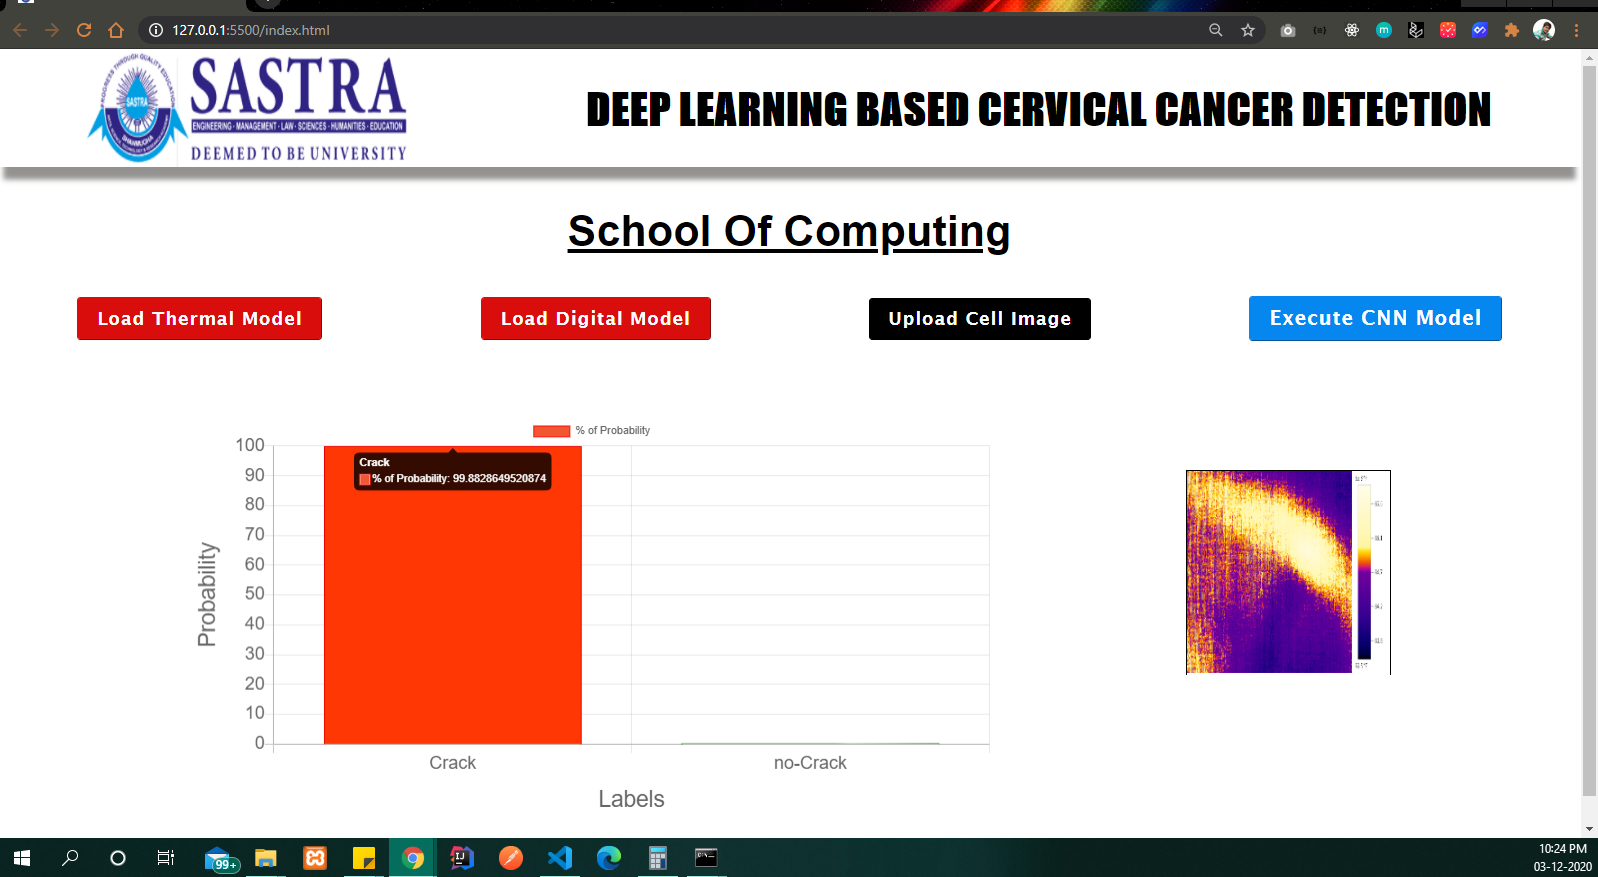 127.0.0.1:5500/index.html
SASTRA
ENGINEERING · MANAGEMENT · LAW · SCIENCES · HUMANITIES · EDUCATION
DEEMED TO BE UNIVERSITY
SASTRA
DEEP LEARNING BASED CERVICAL CANCER DETECTION
School Of Computing
Load Thermal Model
Load Digital Model
Upload Cell Image
Execute CNN Model
% of Probability
100
90
80
70
60
50
40
30
20
10
0
Crack
% of Probability: 99.8828649520874
Probability
Crack
no-Crack
Labels
99+
10:24 PM
03-12-2020